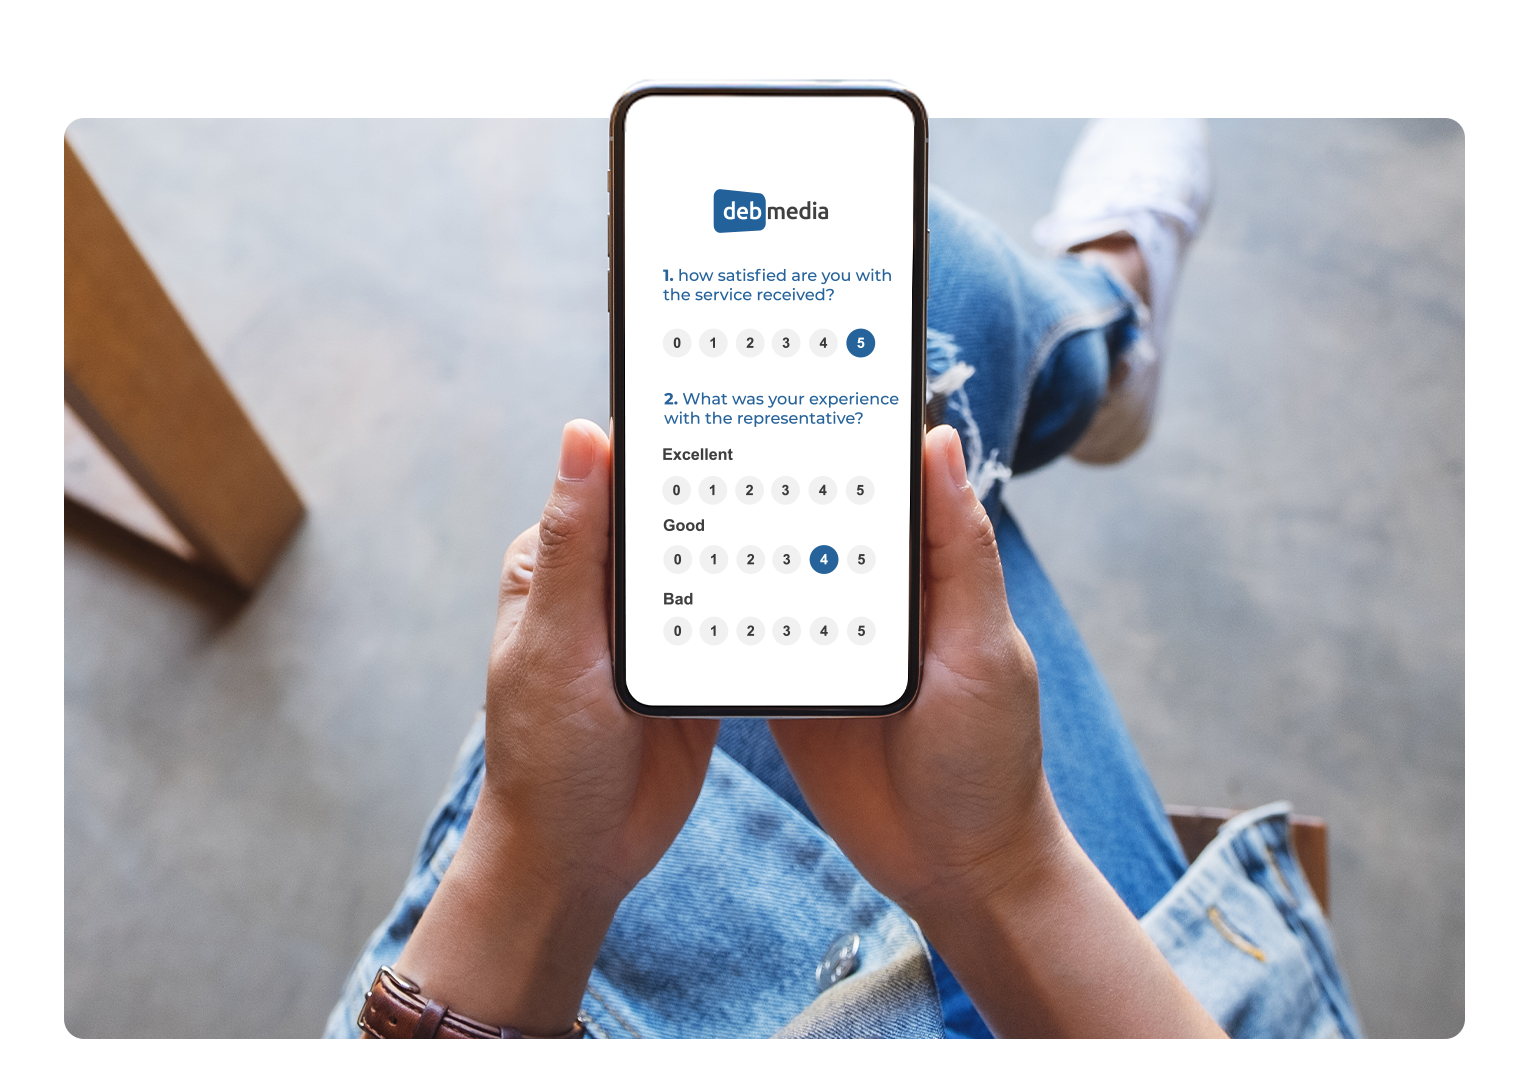 debmedia
1. how satisfied are you with
the service received?
0 1 2 3 4 5
2. What was your experience
with the representative?
Excellent
0 1 2 3 4 5
Good
0 1 2 3 4 5
Bad
0 1 2 3 4 5